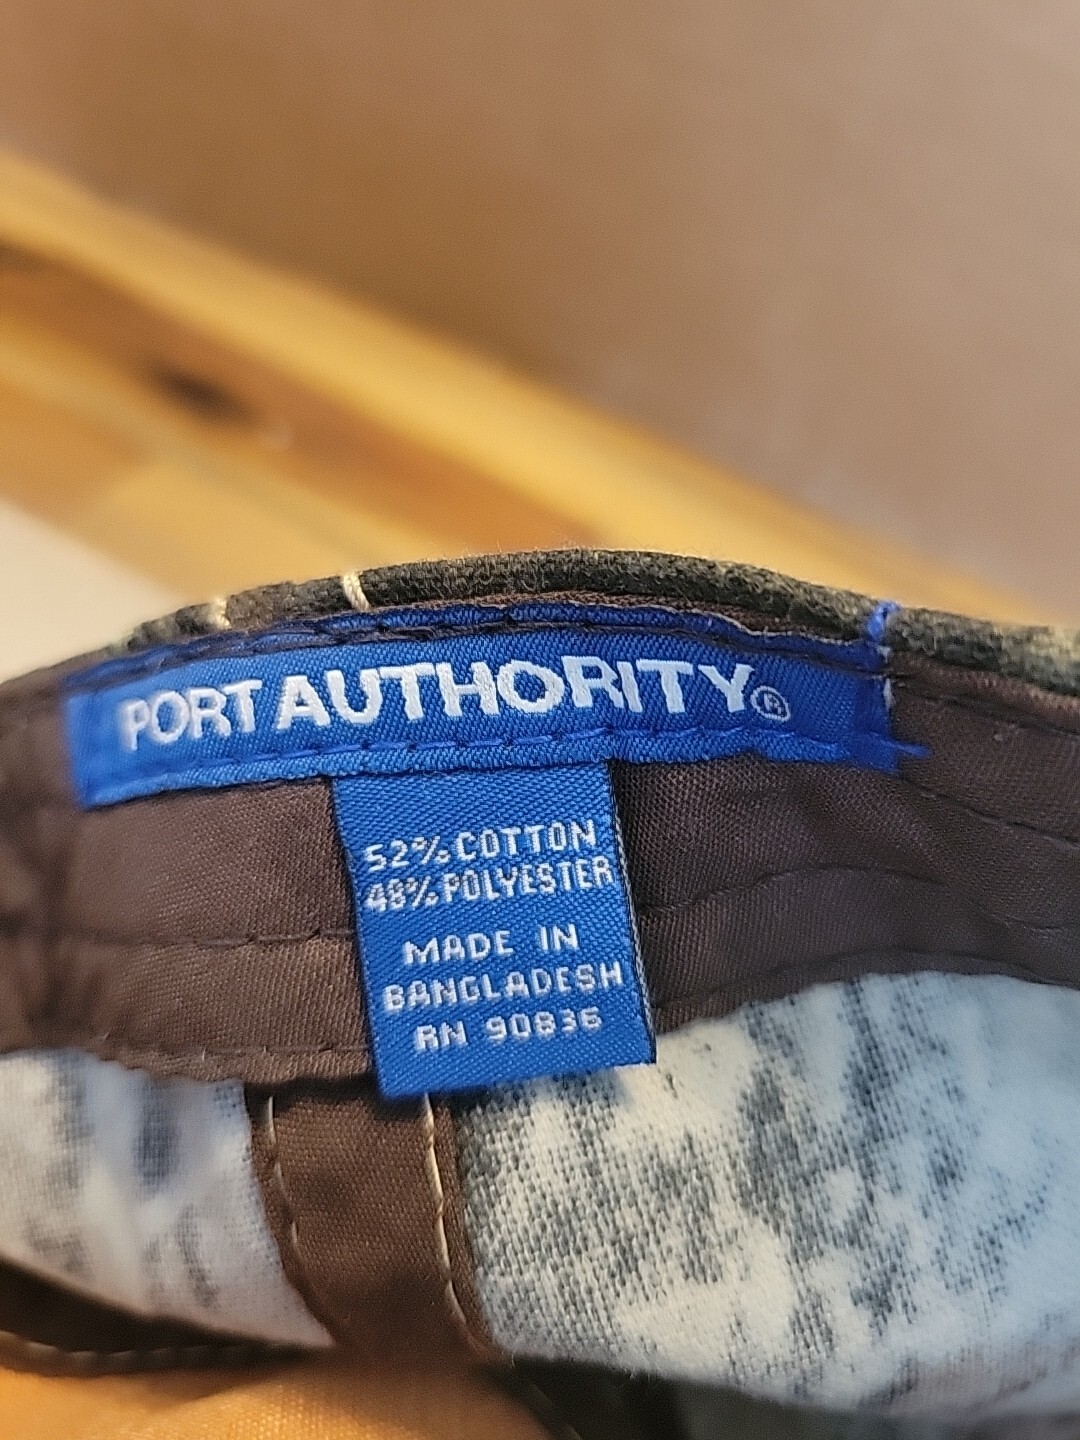 PORT AUTHORITY®
52% COTTON
48% POLYESTER
MADE IN
BANGLADESH
RN 90836